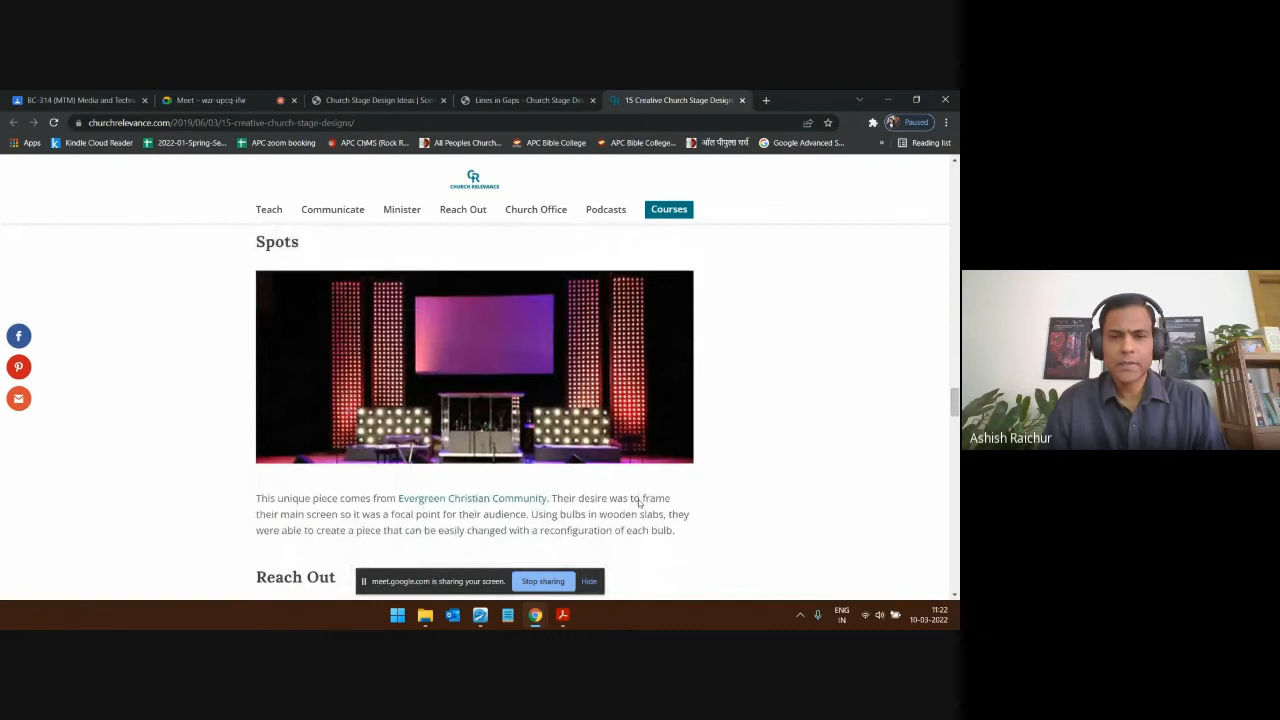 BC-314 (MTM) Media and Techn
Meet – wzr-upcq-ifw
Church Stage Design Ideas | Sce
Lines in Gaps - Church Stage De
15 Creative Church Stage Design
churchrelevance.com/2019/06/03/15-creative-church-stage-designs/
Paused
Apps
Kindle Cloud Reader
2022-01-Spring-Se...
APC zoom booking
APC ChMS (Rock R...
All Peoples Church...
APC Bible College
APC Bible College...
ऑल पीपुल्स चर्च
Google Advanced S...
»
Reading list
CR
CHURCH RELEVANCE
Teach
Communicate
Minister
Reach Out
Church Office
Podcasts
Courses
Spots
This unique piece comes from Evergreen Christian Community. Their desire was to frame
their main screen so it was a focal point for their audience. Using bulbs in wooden slabs, they
were able to create a piece that can be easily changed with a reconfiguration of each bulb.
Reach Out
meet.google.com is sharing your screen.
Stop sharing
Hide
ENG
IN
11:22
10-03-2022
Ashish Raichur